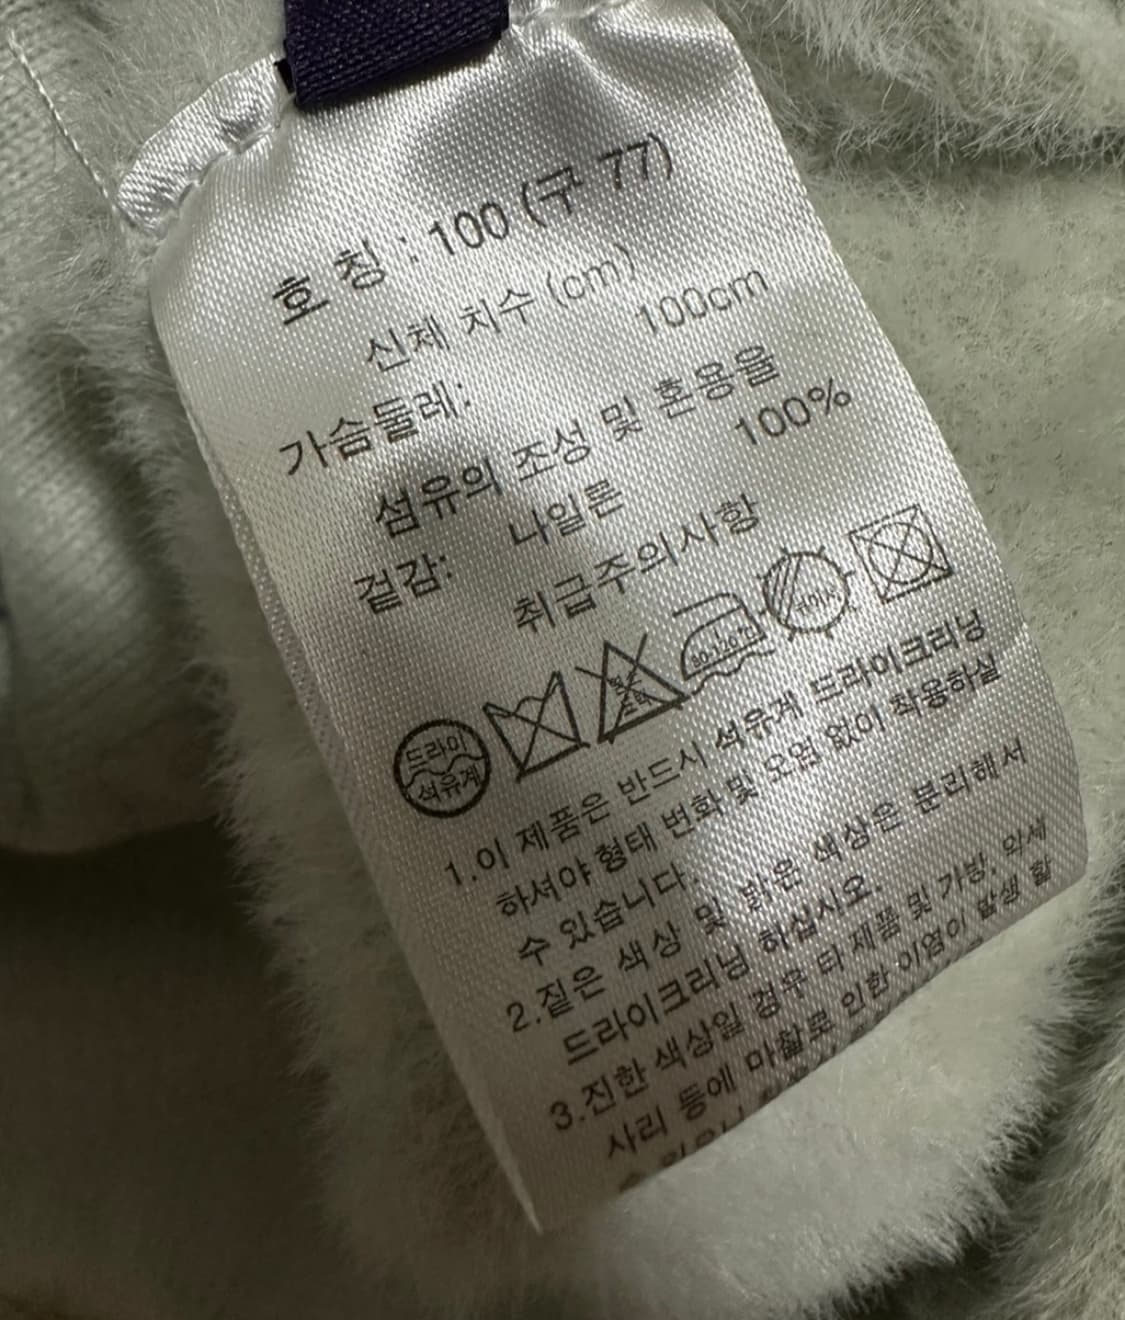 호 칭 : 100 (구 77)
신체 치수 (cm)
가슴둘레: 100cm
섬유의 조성 및 혼용율
겉감: 나일론 100%
취급주의사항
드라이
석유계
1.이 제품은 반드시 석유계 드라이크리닝
하셔야 형태 변화 및 오염 없이 착용하실
수 있습니다.
2.짙은 색상 및 밝은 색상은 분리해서
드라이크리닝 하십시오.
3.진한 색상일 경우 타 제품 및 가방, 악세
사리 등에 마찰로 인한 이염이 발생 할